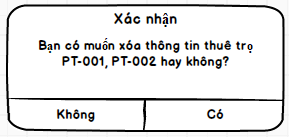 Xác nhận
Bạn có muốn xóa thông tin thuê trọ
PT-001, PT-002 hay không?
Không
Có